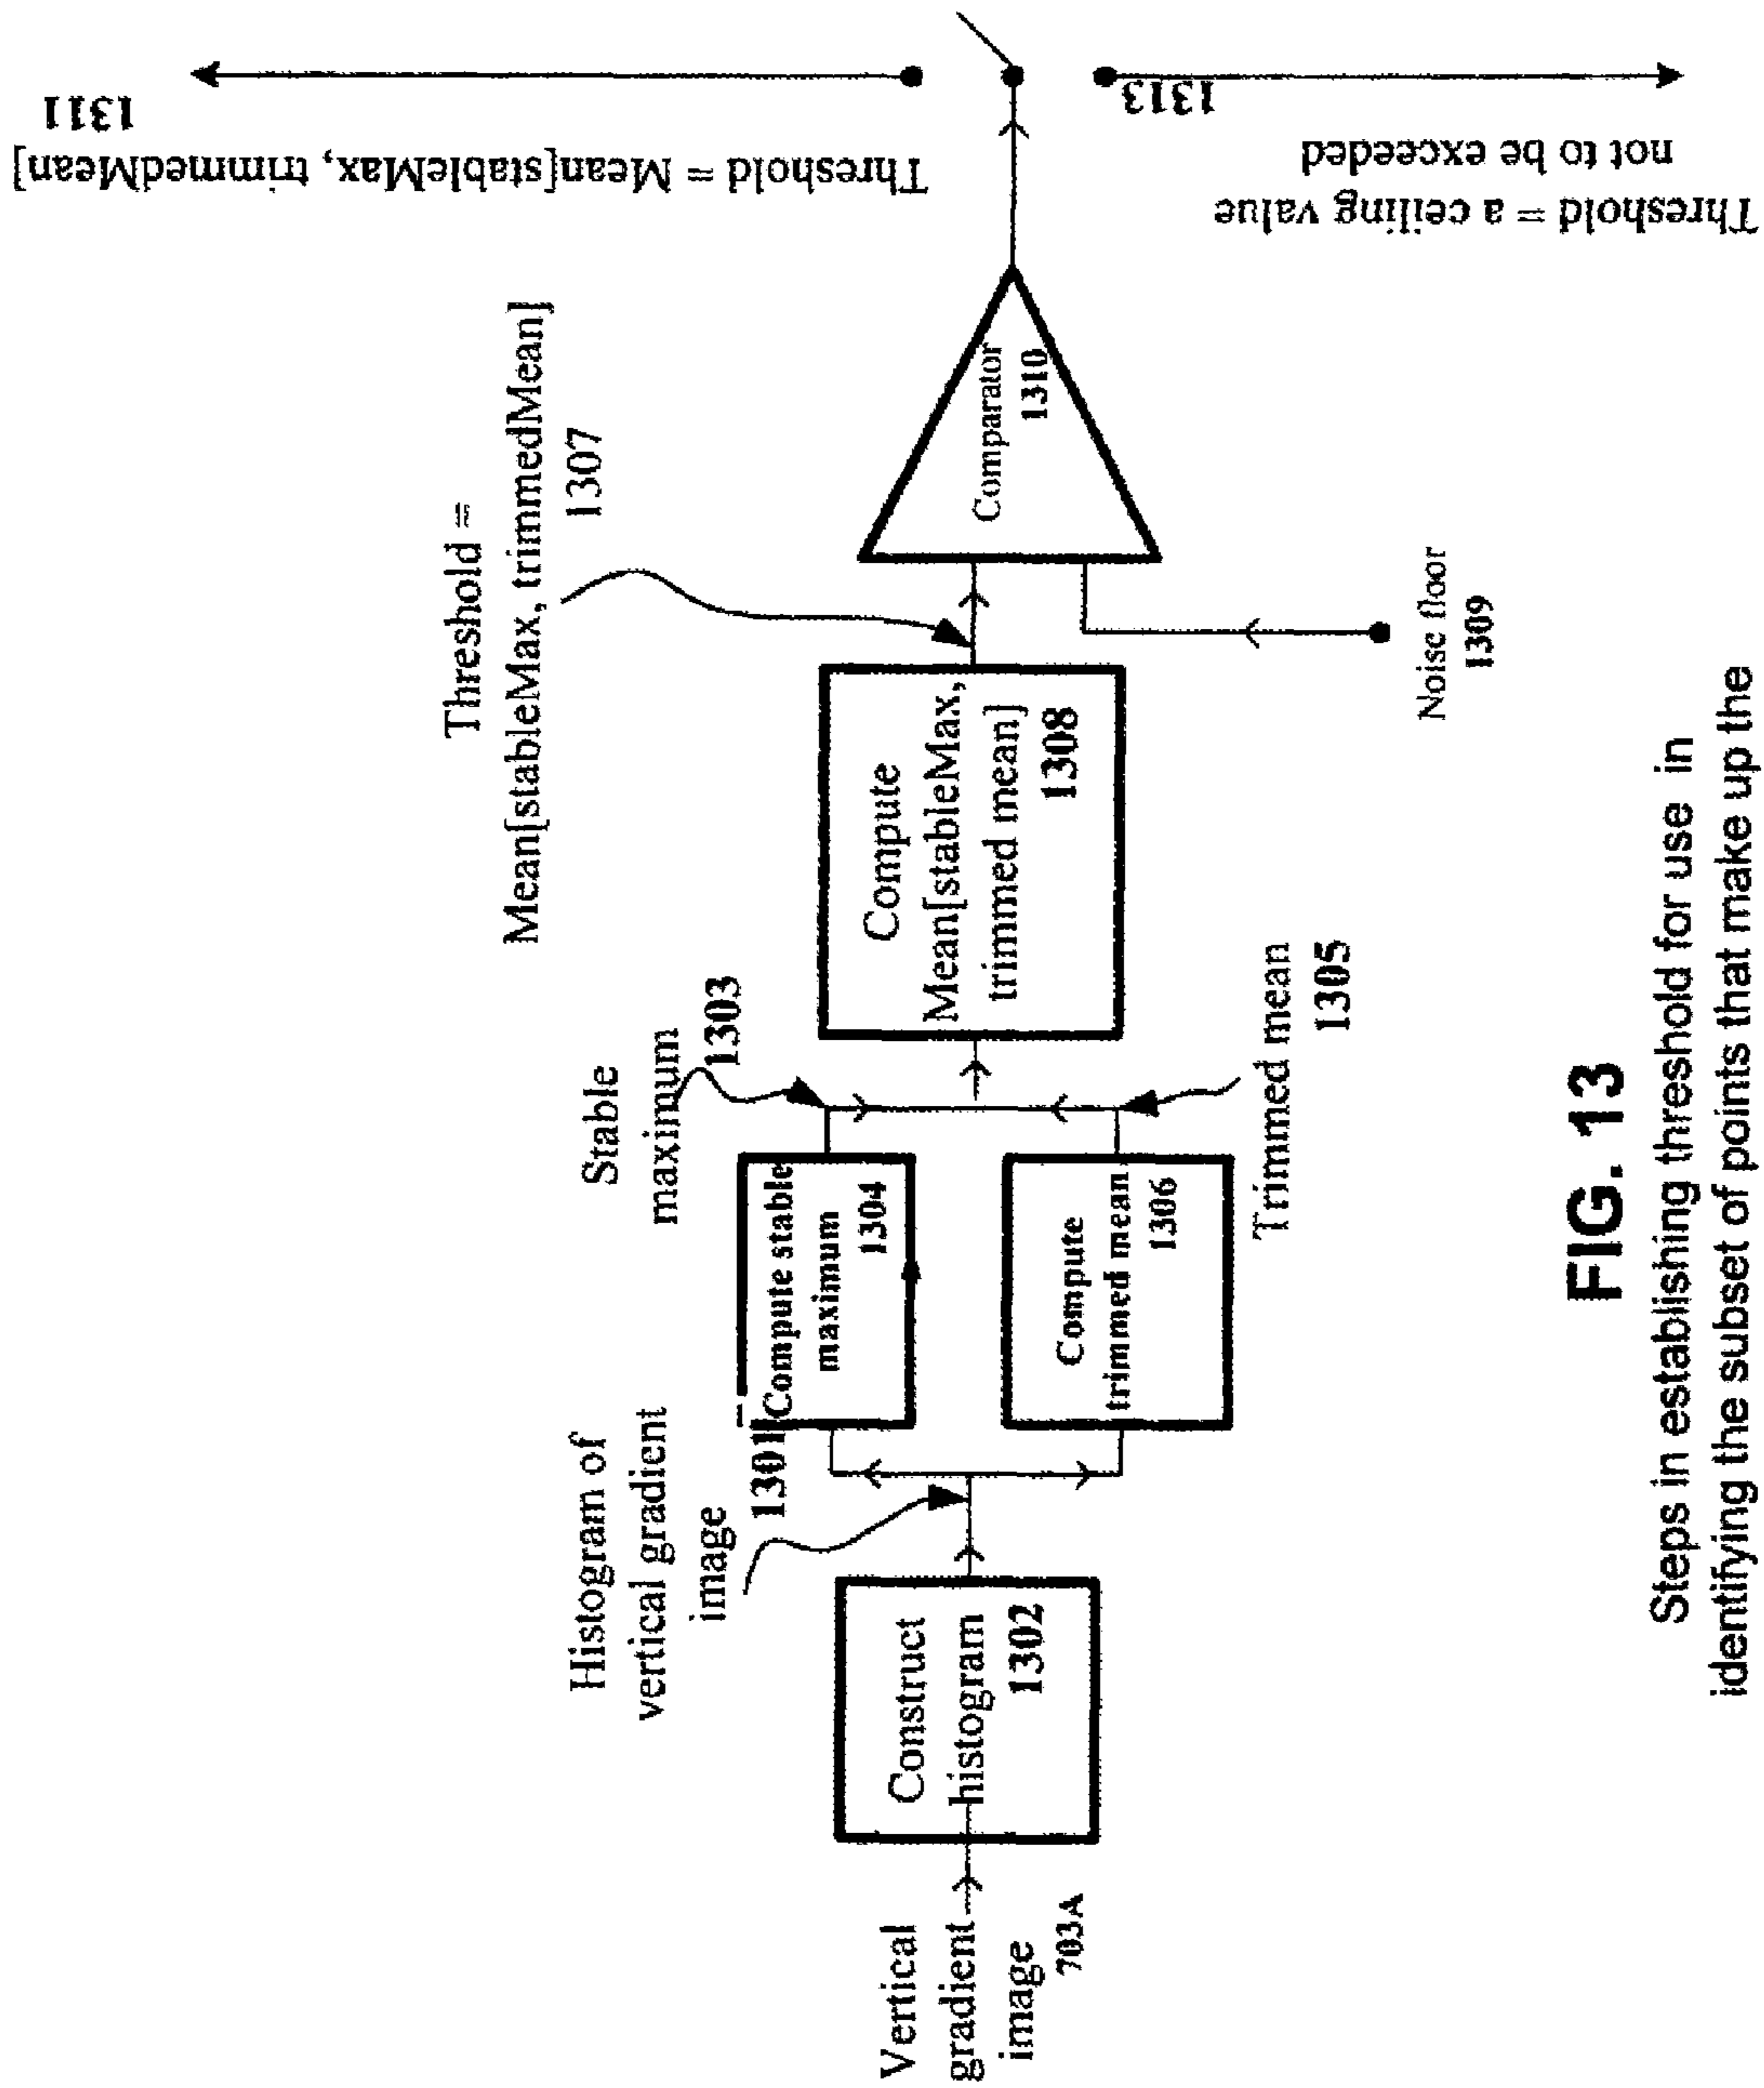 Vertical
gradient
image
703A
Construct
histogram
1302
Histogram of
vertical gradient
image
1301
Compute stable
maximum
1304
Compute
trimmed mean
1306
Stable
maximum
1303
Trimmed mean
1305
Compute
Mean[stableMax,
trimmed mean]
1308
Threshold =
Mean[stableMax, trimmedMean]
1307
Noise floor
1309
Comparator
1310
1311
Threshold = Mean[stableMax, trimmedMean]
1313
Threshold = a ceiling value
not to be exceeded
FIG. 13
Steps in establishing threshold for use in
identifying the subset of points that make up the